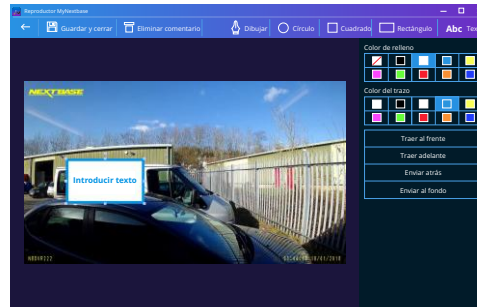 Reproductor MyNextbase
Guardar y cerrar
Eliminar comentario
Dibujar
Círculo
Cuadrado
Rectángulo
Abc
Color de relleno
NEXTBASE
Color del trazo
Traer al frente
Traer adelante
Enviar atrás
Enviar al fondo
Introducir texto